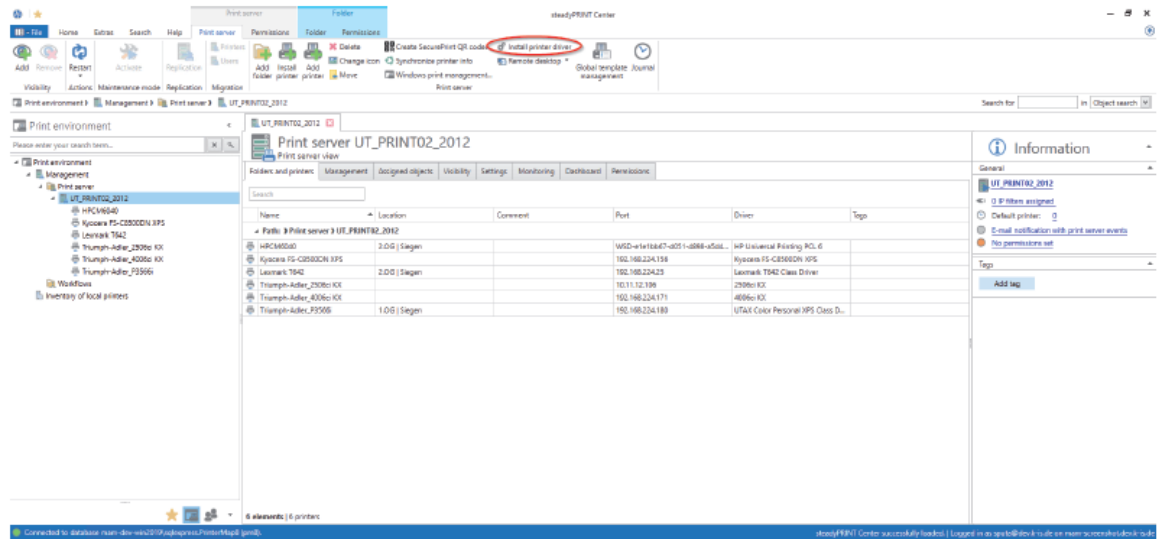 Print server Folder steadyPRINT Center
File Home Extras Search Help Print server Permissions Folder Permissions
Add Remove Restart Activate Replication Printers Users
Add folder Install printer Add printer
Delete
Change icon
Move
Create SecurePrint QR codes
Synchronize printer info
Windows print management...
Install printer driver
Remote desktop
Global template management Journal
Visibility Actions Maintenance mode Replication Migration Print server
Print environment Management Print server UT_PRINT02_2012
Search for in Object search
Print environment
Please enter your search term...
Print environment
Management
Print server
UT_PRINT02_2012
HPCM6040
Kyocera FS-C8500DN XPS
Lexmark T642
Triumph-Adler_2506ci KX
Triumph-Adler_4006ci KX
Triumph-Adler_P3566i
Workflows
Inventory of local printers
UT_PRINT02_2012
Print server UT_PRINT02_2012
Print server view
Folders and printers Management Assigned objects Visibility Settings Monitoring Dashboard Permissions
Search
Name Location Comment Port Driver Tags
Path: Print server UT_PRINT02_2012
HPCM6040 2.OG | Siegen HP Universal Printing PCL 6
Kyocera FS-C8500DN XPS 192.168.224.156 Kyocera FS-C8500DN XPS
Lexmark T642 2.OG | Siegen 192.168.224.25 Lexmark T642 Class Driver
Triumph-Adler_2506ci KX 10.11.12.106 2506ci KX
Triumph-Adler_4006ci KX 192.168.224.171 4006ci KX
Triumph-Adler_P3566i 1.OG | Siegen 192.168.224.180 UTAX Color Personal XPS Class D...
6 elements | 6 printers
Information
General
UT_PRINT02_2012
0 IP filters assigned
Default printer: 0
E-mail notification with print server events
No permissions set
Tags
Add tag
Connected to database
steadyPRINT Center successfully loaded. | Logged in as